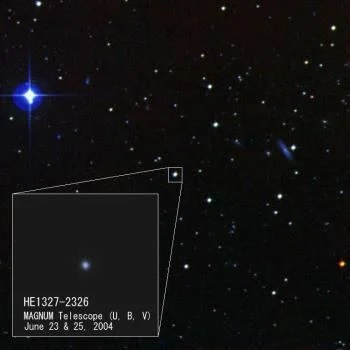 HE1327-2326
MAGNUM Telescope (U, B, V)
June 23 & 25, 2004